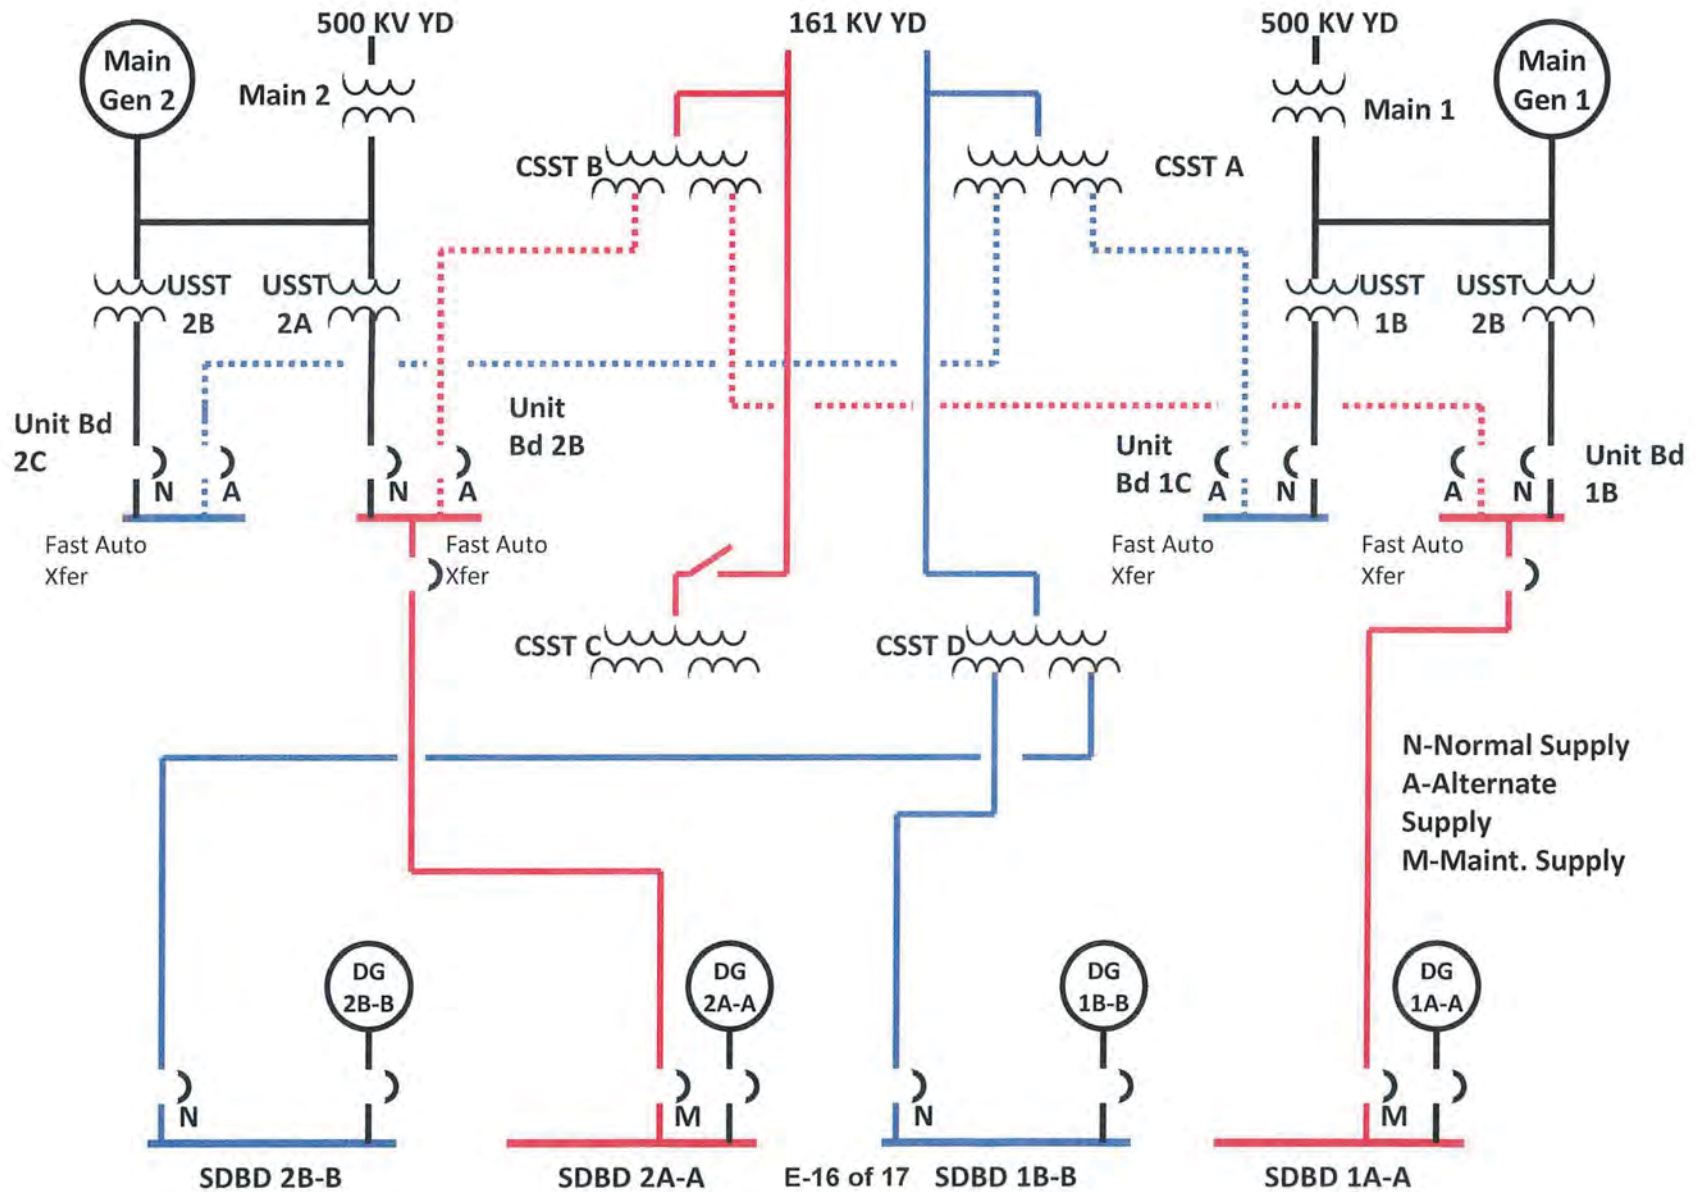 500 KV YD
161 KV YD
500 KV YD
Main
Gen 2
Main 2
Main 1
Main
Gen 1
CSST B
CSST A
USST
2B
USST
2A
USST
1B
USST
2B
Unit Bd
2C
Unit
Bd 2B
Unit
Bd 1C
Unit Bd
1B
N
A
N
A
A
N
A
N
Fast Auto
Xfer
Fast Auto
Xfer
Fast Auto
Xfer
Fast Auto
Xfer
CSST C
CSST D
N-Normal Supply
A-Alternate
Supply
M-Maint. Supply
DG
2B-B
DG
2A-A
DG
1B-B
DG
1A-A
N
M
N
M
SDBD 2B-B
SDBD 2A-A
E-16 of 17
SDBD 1B-B
SDBD 1A-A